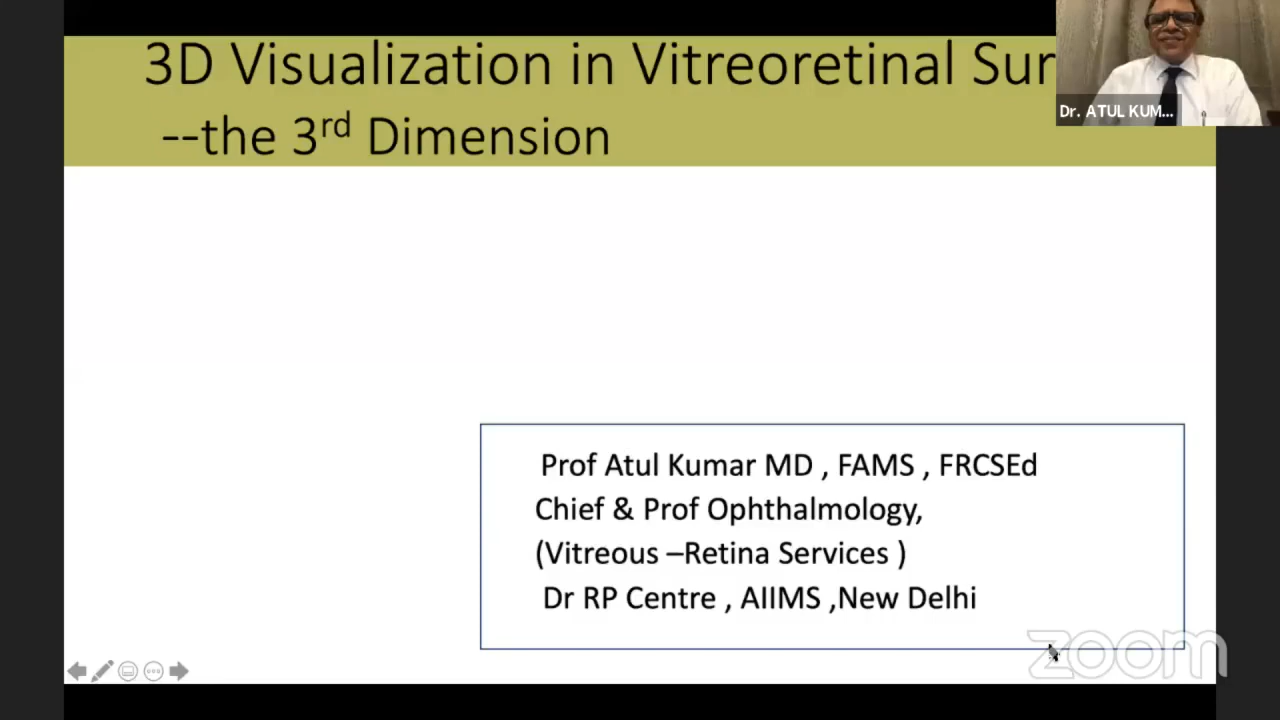 3D Visualization in Vitreoretinal Sur
--the 3rd Dimension
Dr. ATUL KUM...
Prof Atul Kumar MD , FAMS , FRCSEd
Chief & Prof Ophthalmology,
(Vitreous –Retina Services )
Dr RP Centre , AIIMS ,New Delhi
zoom